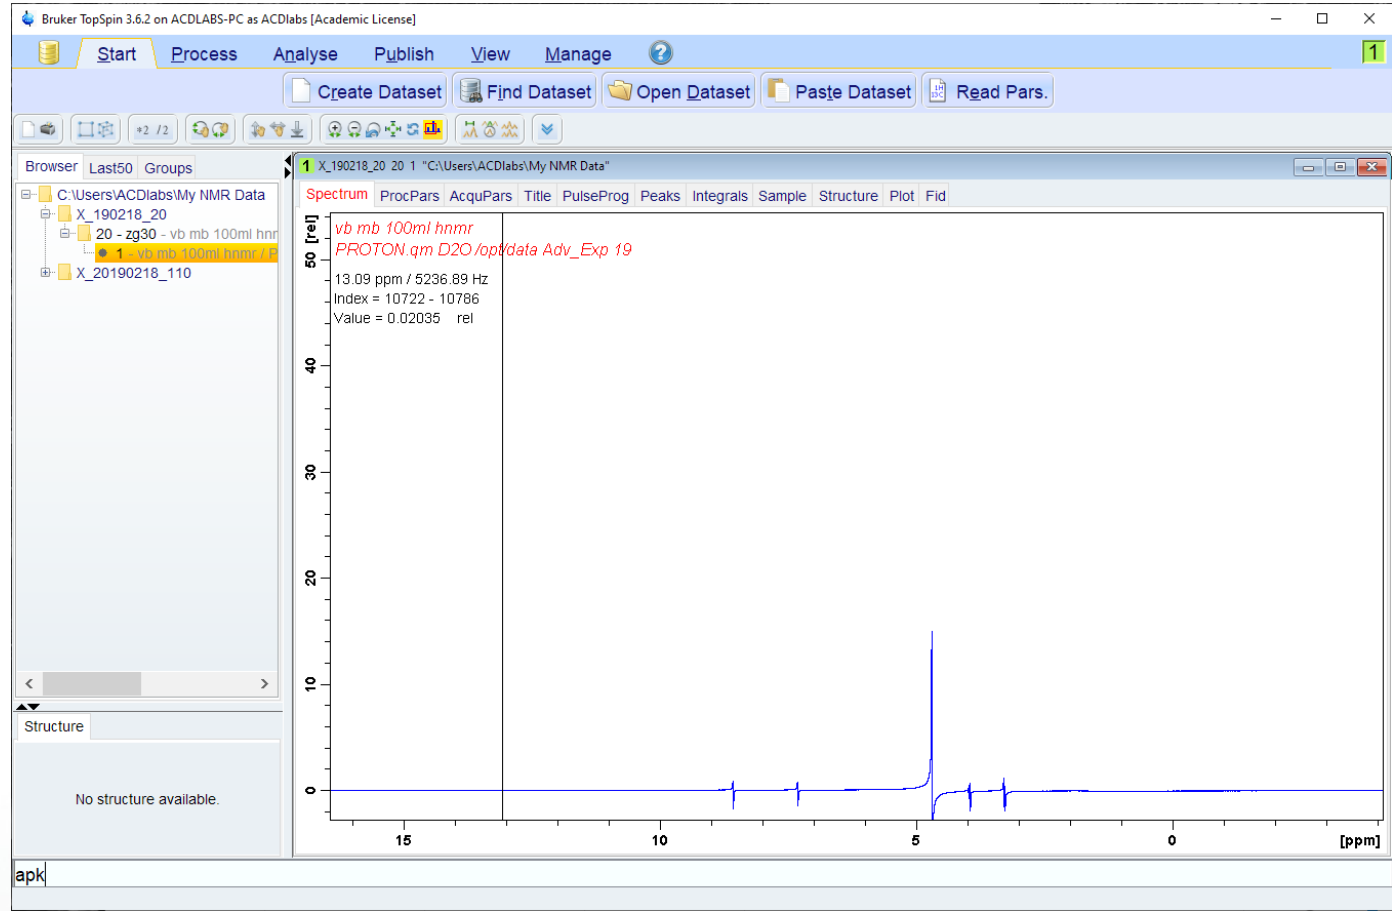 Bruker TopSpin 3.6.2 on ACDLABS-PC as ACDlabs [Academic License]
Start Process Analyse Publish View Manage ? 1
Create Dataset Find Dataset Open Dataset Paste Dataset 1H 13C Read Pars.
*2 /2
Browser Last50 Groups
C:\Users\ACDlabs\My NMR Data
X_190218_20
20 - zg30 - vb mb 100ml hnr
1 - vb mb 100ml hnmr / P
X_20190218_110
Structure
No structure available.
1 X_190218_20 20 1 "C:\Users\ACDlabs\My NMR Data"
Spectrum ProcPars AcquPars Title PulseProg Peaks Integrals Sample Structure Plot Fid
[rel]
vb mb 100ml hnmr
PROTON.qm D2O /opt/data Adv_Exp 19
13.09 ppm / 5236.89 Hz
Index = 10722 - 10786
Value = 0.02035 rel
50
40
30
20
10
0
15 10 5 0 [ppm]
apk